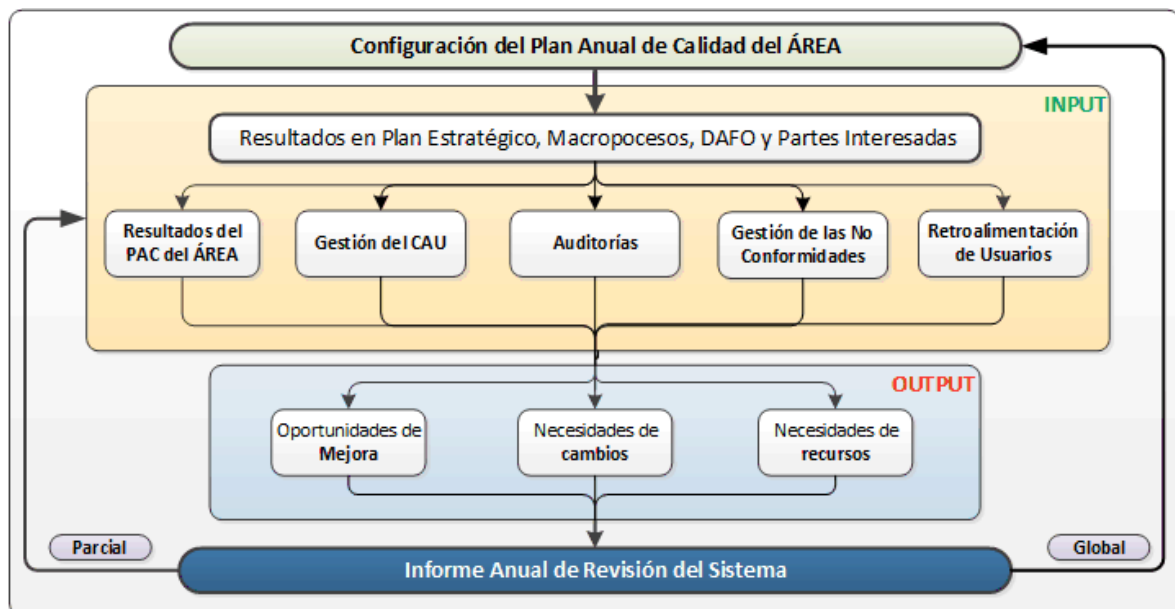 Configuración del Plan Anual de Calidad del ÁREA
INPUT
Resultados en Plan Estratégico, Macropocesos, DAFO y Partes Interesadas
Resultados del
PAC del ÁREA
Gestión del CAU
Auditorías
Gestión de las No
Conformidades
Retroalimentación
de Usuarios
OUTPUT
Oportunidades de
Mejora
Necesidades de
cambios
Necesidades de
recursos
Parcial
Global
Informe Anual de Revisión del Sistema